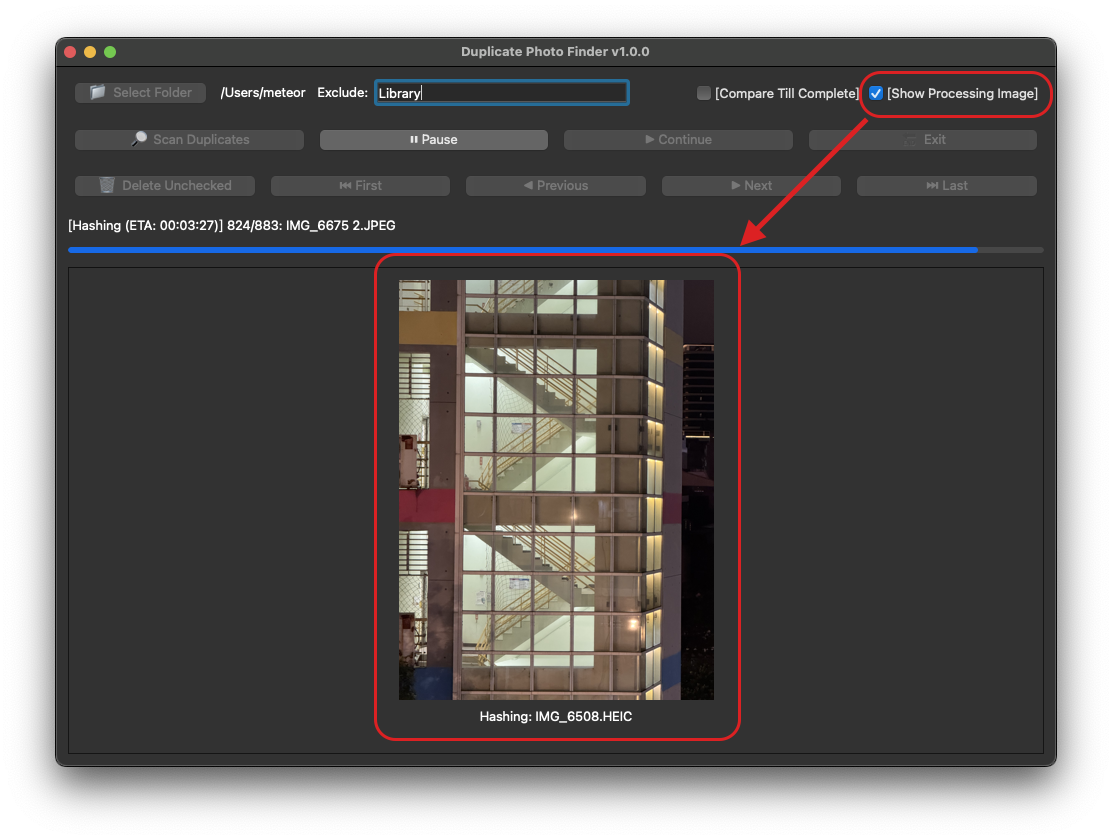 Duplicate Photo Finder v1.0.0
Select Folder /Users/meteor Exclude: Library [Compare Till Complete] [Show Processing Image]
Scan Duplicates Pause Continue Exit
Delete Unchecked First Previous Next Last
[Hashing (ETA: 00:03:27)] 824/883: IMG_6675 2.JPEG
Hashing: IMG_6508.HEIC